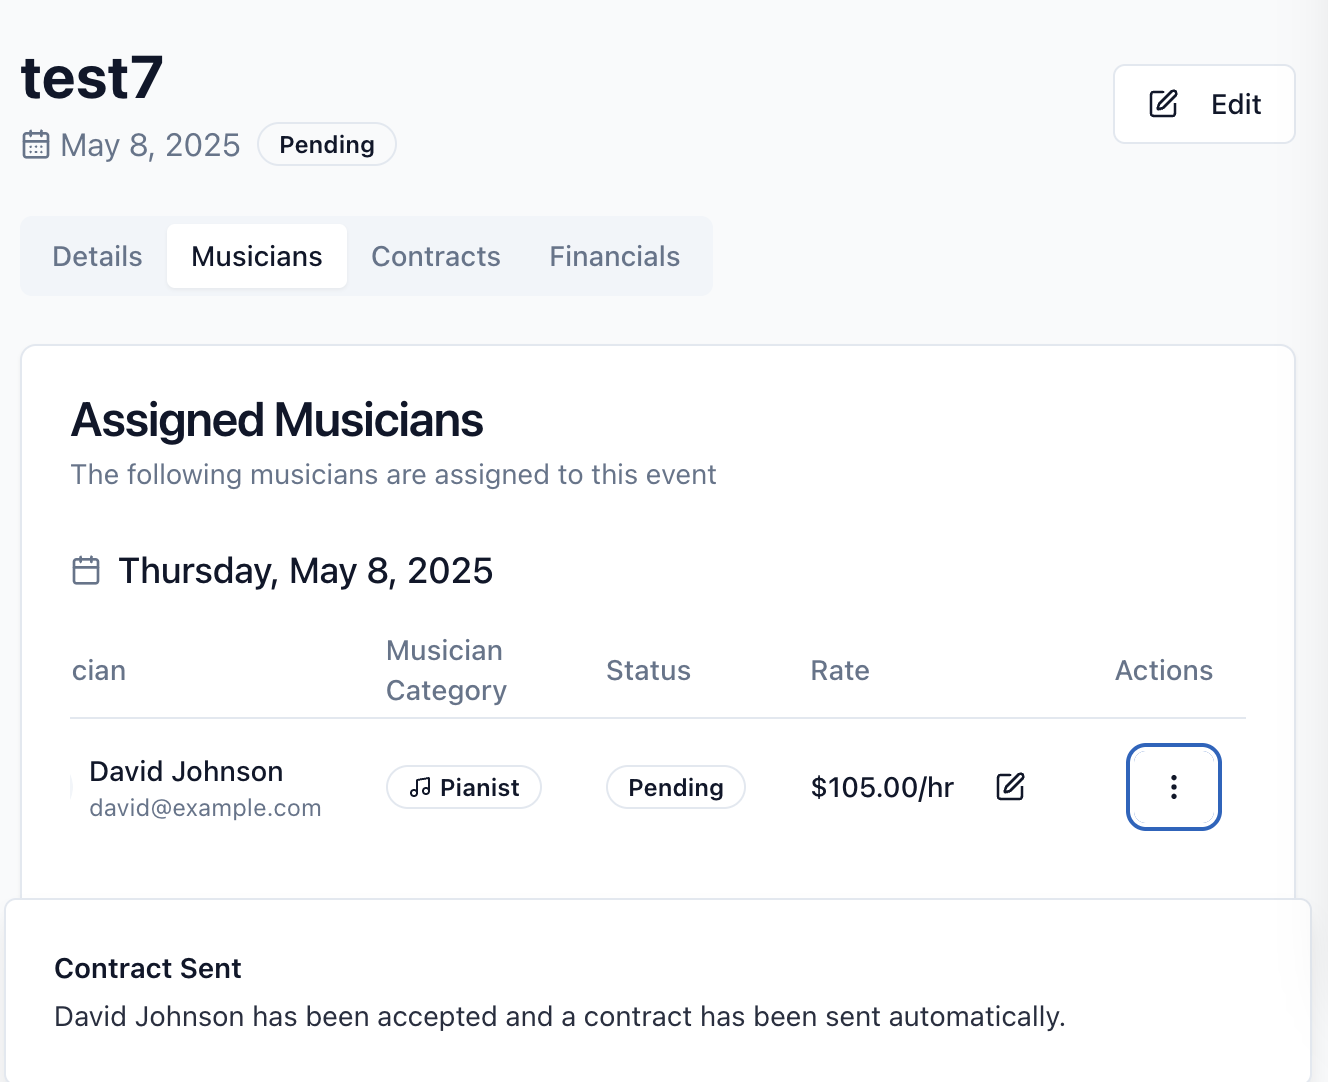 test7
May 8, 2025 Pending
Edit
Details Musicians Contracts Financials
Assigned Musicians
The following musicians are assigned to this event
Thursday, May 8, 2025
cian Musician Category Status Rate Actions
David Johnson
david@example.com
Pianist Pending $105.00/hr
Contract Sent
David Johnson has been accepted and a contract has been sent automatically.